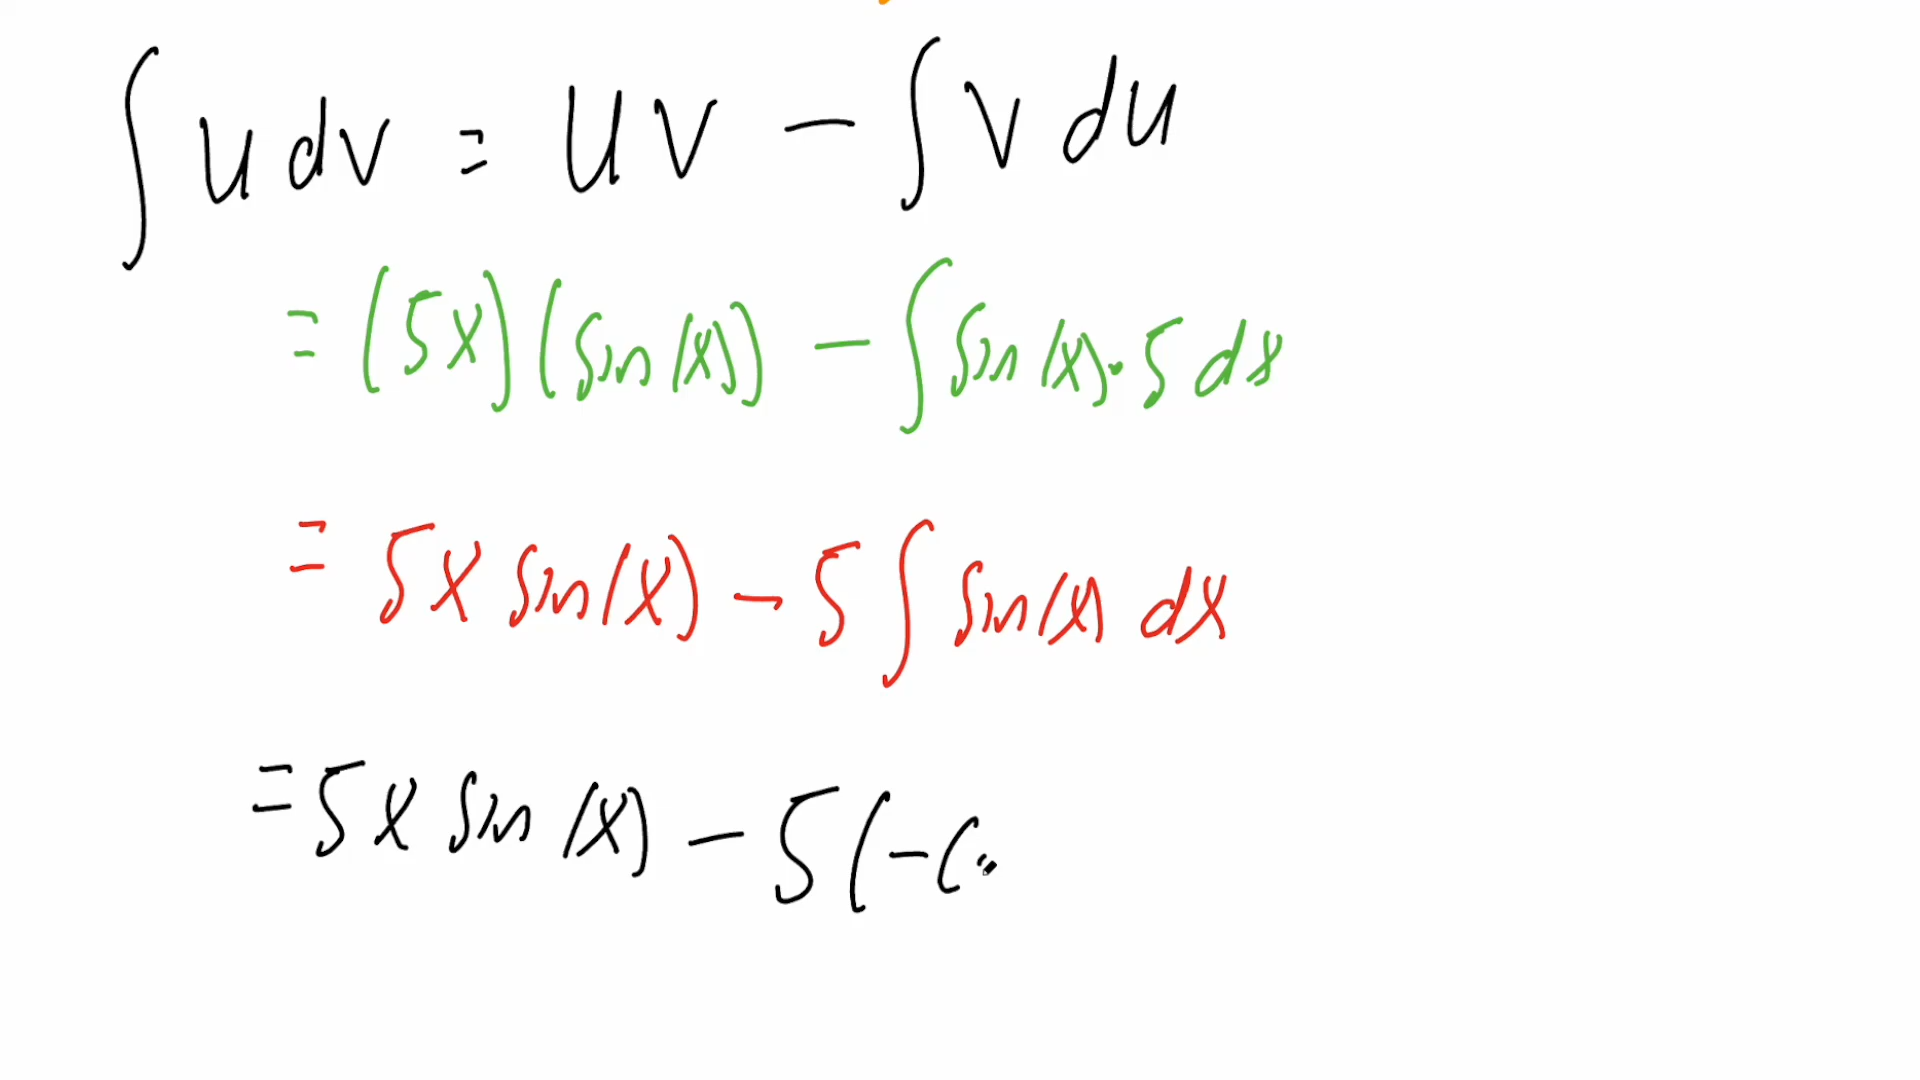 ∫ u dv = uv − ∫ v du
= (5x)(sin(x)) − ∫ sin(x)·5 dx
= 5x sin(x) − 5 ∫ sin(x) dx
= 5x sin(x) − 5(−c